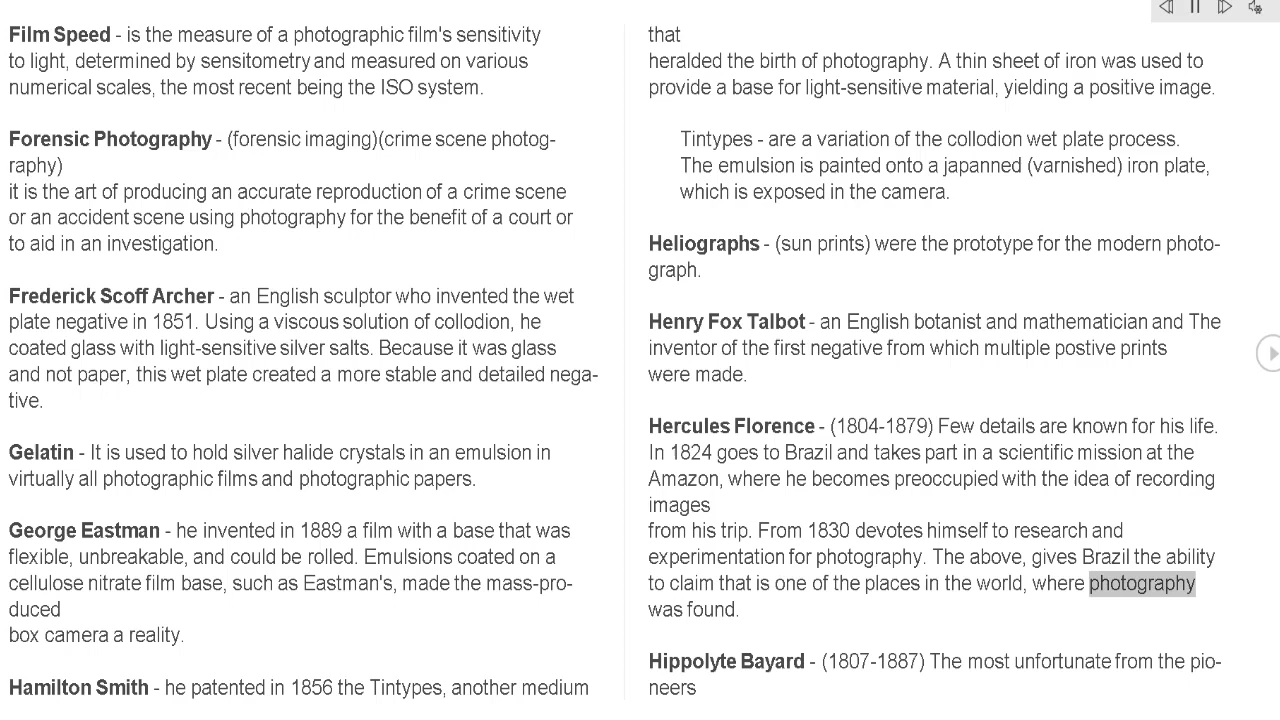 Film Speed - is the measure of a photographic film's sensitivity
to light, determined by sensitometry and measured on various
numerical scales, the most recent being the ISO system.
Forensic Photography - (forensic imaging)(crime scene photog-
raphy)
it is the art of producing an accurate reproduction of a crime scene
or an accident scene using photography for the benefit of a court or
to aid in an investigation.
Frederick Scoff Archer - an English sculptor who invented the wet
plate negative in 1851. Using a viscous solution of collodion, he
coated glass with light-sensitive silver salts. Because it was glass
and not paper, this wet plate created a more stable and detailed nega-
tive.
Gelatin - It is used to hold silver halide crystals in an emulsion in
virtually all photographic films and photographic papers.
George Eastman - he invented in 1889 a film with a base that was
flexible, unbreakable, and could be rolled. Emulsions coated on a
cellulose nitrate film base, such as Eastman's, made the mass-pro-
duced
box camera a reality.
Hamilton Smith - he patented in 1856 the Tintypes, another medium
that
heralded the birth of photography. A thin sheet of iron was used to
provide a base for light-sensitive material, yielding a positive image.
Tintypes - are a variation of the collodion wet plate process.
The emulsion is painted onto a japanned (varnished) iron plate,
which is exposed in the camera.
Heliographs - (sun prints) were the prototype for the modern photo-
graph.
Henry Fox Talbot - an English botanist and mathematician and The
inventor of the first negative from which multiple postive prints
were made.
Hercules Florence - (1804-1879) Few details are known for his life.
In 1824 goes to Brazil and takes part in a scientific mission at the
Amazon, where he becomes preoccupied with the idea of recording
images
from his trip. From 1830 devotes himself to research and
experimentation for photography. The above, gives Brazil the ability
to claim that is one of the places in the world, where photography
was found.
Hippolyte Bayard - (1807-1887) The most unfortunate from the pio-
neers